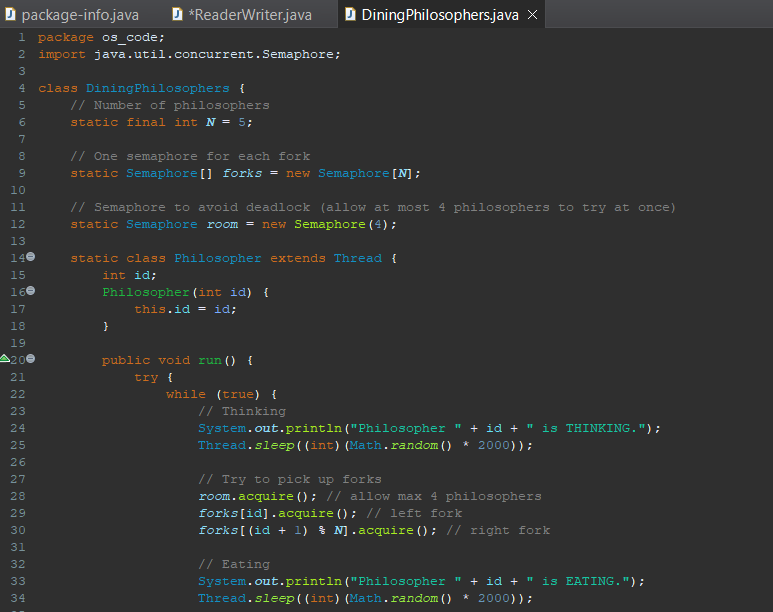 package-info.java *ReaderWriter.java DiningPhilosophers.java
1 package os_code;
2 import java.util.concurrent.Semaphore;
3
4 class DiningPhilosophers {
5     // Number of philosophers
6     static final int N = 5;
7
8     // One semaphore for each fork
9     static Semaphore[] forks = new Semaphore[N];
10
11     // Semaphore to avoid deadlock (allow at most 4 philosophers to try at once)
12     static Semaphore room = new Semaphore(4);
13
14     static class Philosopher extends Thread {
15         int id;
16         Philosopher(int id) {
17             this.id = id;
18         }
19
20         public void run() {
21             try {
22                 while (true) {
23                     // Thinking
24                     System.out.println("Philosopher " + id + " is THINKING.");
25                     Thread.sleep((int)(Math.random() * 2000));
26
27                     // Try to pick up forks
28                     room.acquire(); // allow max 4 philosophers
29                     forks[id].acquire(); // left fork
30                     forks[(id + 1) % N].acquire(); // right fork
31
32                     // Eating
33                     System.out.println("Philosopher " + id + " is EATING.");
34                     Thread.sleep((int)(Math.random() * 2000));